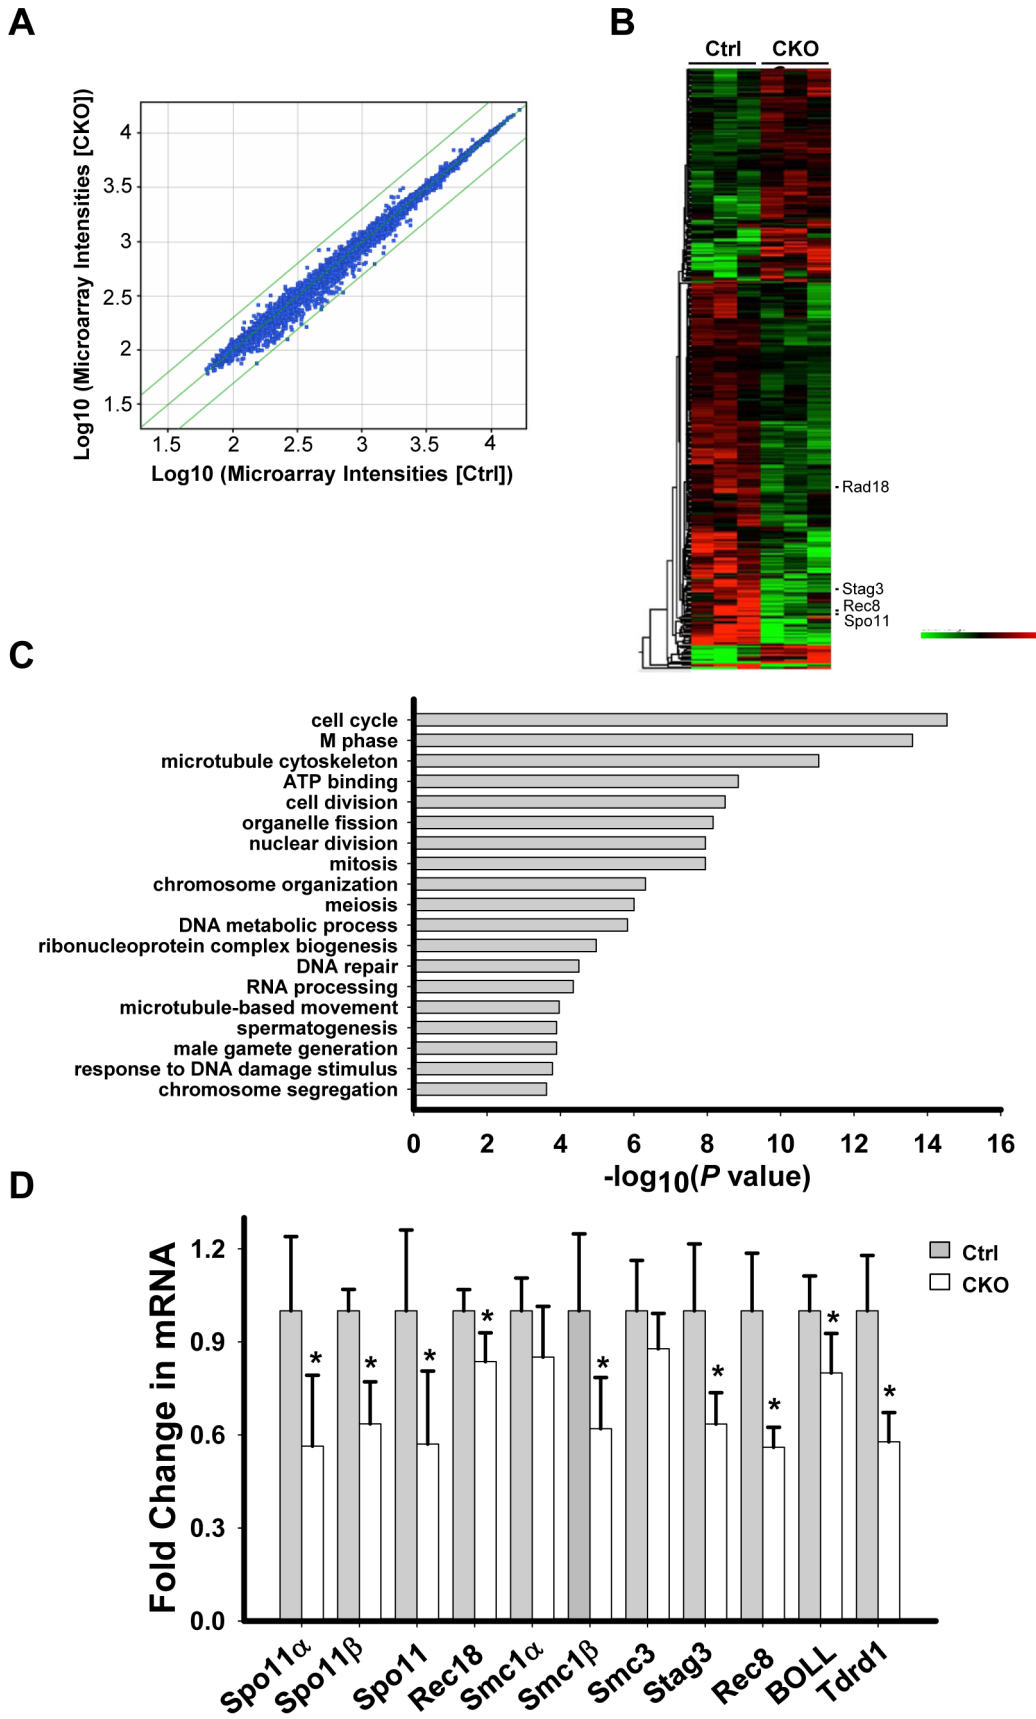 A
B
Ctrl CKO
Log10 (Microarray Intensities [CKO])
4
3.5
3
2.5
2
1.5
1.5 2 2.5 3 3.5 4
Log10 (Microarray Intensities [Ctrl])
Rad18
Stag3
Rec8
Spo11
C
cell cycle
M phase
microtubule cytoskeleton
ATP binding
cell division
organelle fission
nuclear division
mitosis
chromosome organization
meiosis
DNA metabolic process
ribonucleoprotein complex biogenesis
DNA repair
RNA processing
microtubule-based movement
spermatogenesis
male gamete generation
response to DNA damage stimulus
chromosome segregation
0 2 4 6 8 10 12 14 16
-log10(P value)
D
Fold Change in mRNA
1.2
0.9
0.6
0.3
0.0
Ctrl
CKO
* * * * * * * * *
Spo11α Spo11β Spo11 Rec18 Smc1α Smc1β Smc3 Stag3 Rec8 BOLL Tdrd1